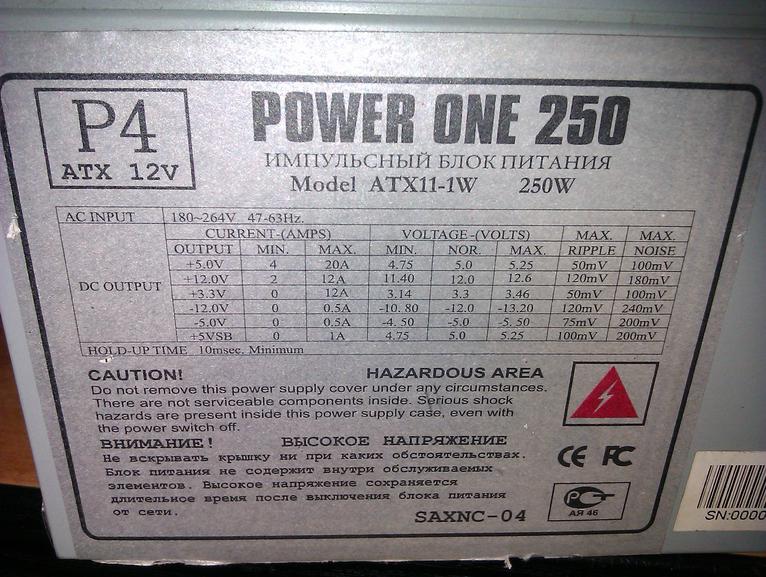 P4
ATX 12V
POWER ONE 250
ИМПУЛЬСНЫЙ БЛОК ПИТАНИЯ
Model ATX11-1W 250W
AC INPUT 180~264V 47-63Hz.
DC OUTPUT
CURRENT-(AMPS) VOLTAGE-(VOLTS) MAX. MAX.
OUTPUT MIN. MAX. MIN. NOR. MAX. RIPPLE NOISE
+5.0V 4 20A 4.75 5.0 5.25 50mV 100mV
+12.0V 2 12A 11.40 12.0 12.6 120mV 180mV
+3.3V 0 12A 3.14 3.3 3.46 50mV 100mV
-12.0V 0 0.5A -10. 80 -12.0 -13.20 120mV 240mV
-5.0V 0 0.5A -4. 50 -5.0 -5. 50 75mV 200mV
+5VSB 0 1A 4.75 5.0 5.25 100mV 200mV
HOLD-UP TIME 10msec. Minimum
CAUTION! HAZARDOUS AREA
Do not remove this power supply cover under any circumstances.
There are not serviceable components inside. Serious shock
hazards are present inside this power supply case, even with
the power switch off.
ВНИМАНИЕ! ВЫСОКОЕ НАПРЯЖЕНИЕ
Не вскрывать крышку ни при каких обстоятельствах.
Блок питания не содержит внутри обслуживаемых
элементов. Высокое напряжение сохраняется
длительное время после выключения блока питания
от сети.
CE FC
РСТ
АЯ 46
SAXNC-04
SN:0000